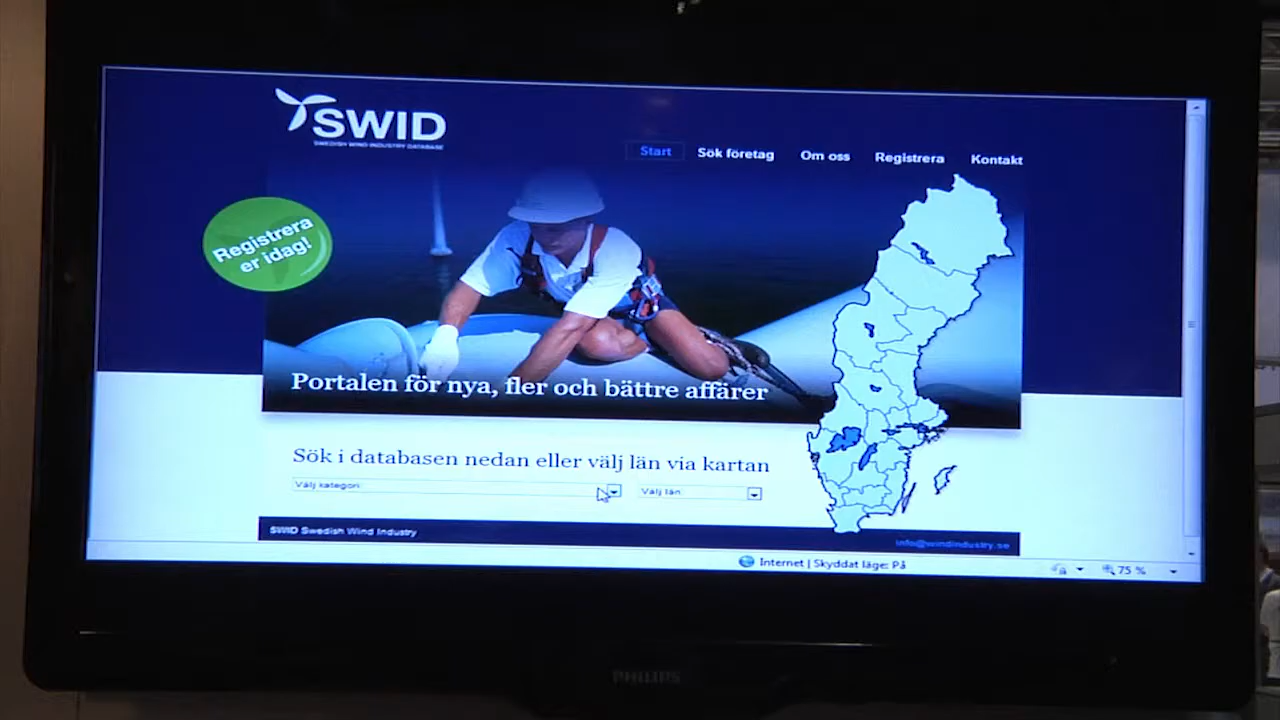 SWID
SWEDISH WIND INDUSTRY DATABASE
Start Sök företag Om oss Registrera Kontakt
Registrera
er idag!
Portalen för nya, fler och bättre affärer
Sök i databasen nedan eller välj län via kartan
Välj kategori Välj län
SWID Swedish Wind Industry
info@windindustry.se
Internet | Skyddat läge: På
75 %
PHILIPS